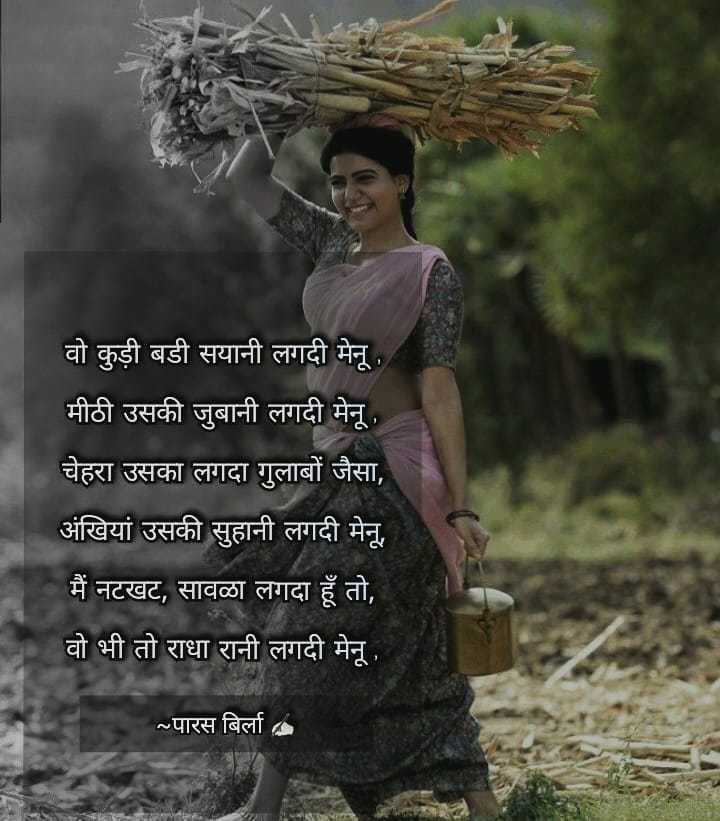 वो कुड़ी बडी सयानी लगदी मेनू ,
मीठी उसकी जुबानी लगदी मेनू ,
चेहरा उसका लगदा गुलाबों जैसा,
अंखियां उसकी सुहानी लगदी मेनू,
मैं नटखट, सावळा लगदा हूँ तो,
वो भी तो राधा रानी लगदी मेनू ,
~पारस बिर्ला ✍